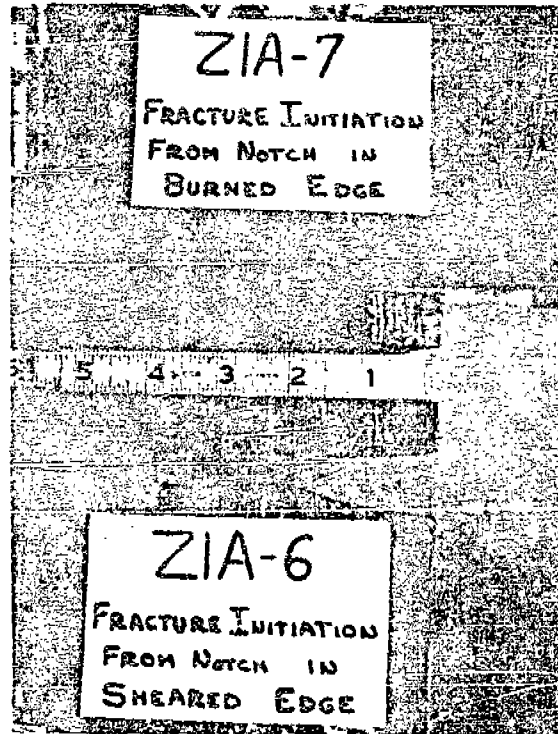 ZIA-7
FRACTURE INITIATION
FROM NOTCH IN
BURNED EDGE
5 4 3 2 1
ZIA-6
FRACTURE INITIATION
FROM NOTCH IN
SHEARED EDGE